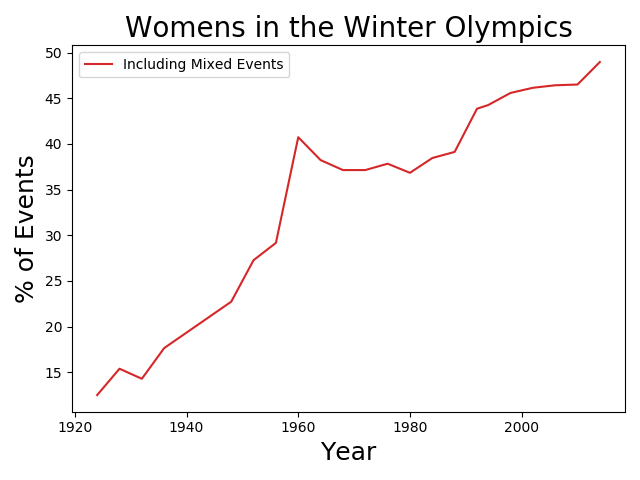 Womens in the Winter Olympics
Including Mixed Events
% of Events
50
45
40
35
30
25
20
15
1920 1940 1960 1980 2000
Year